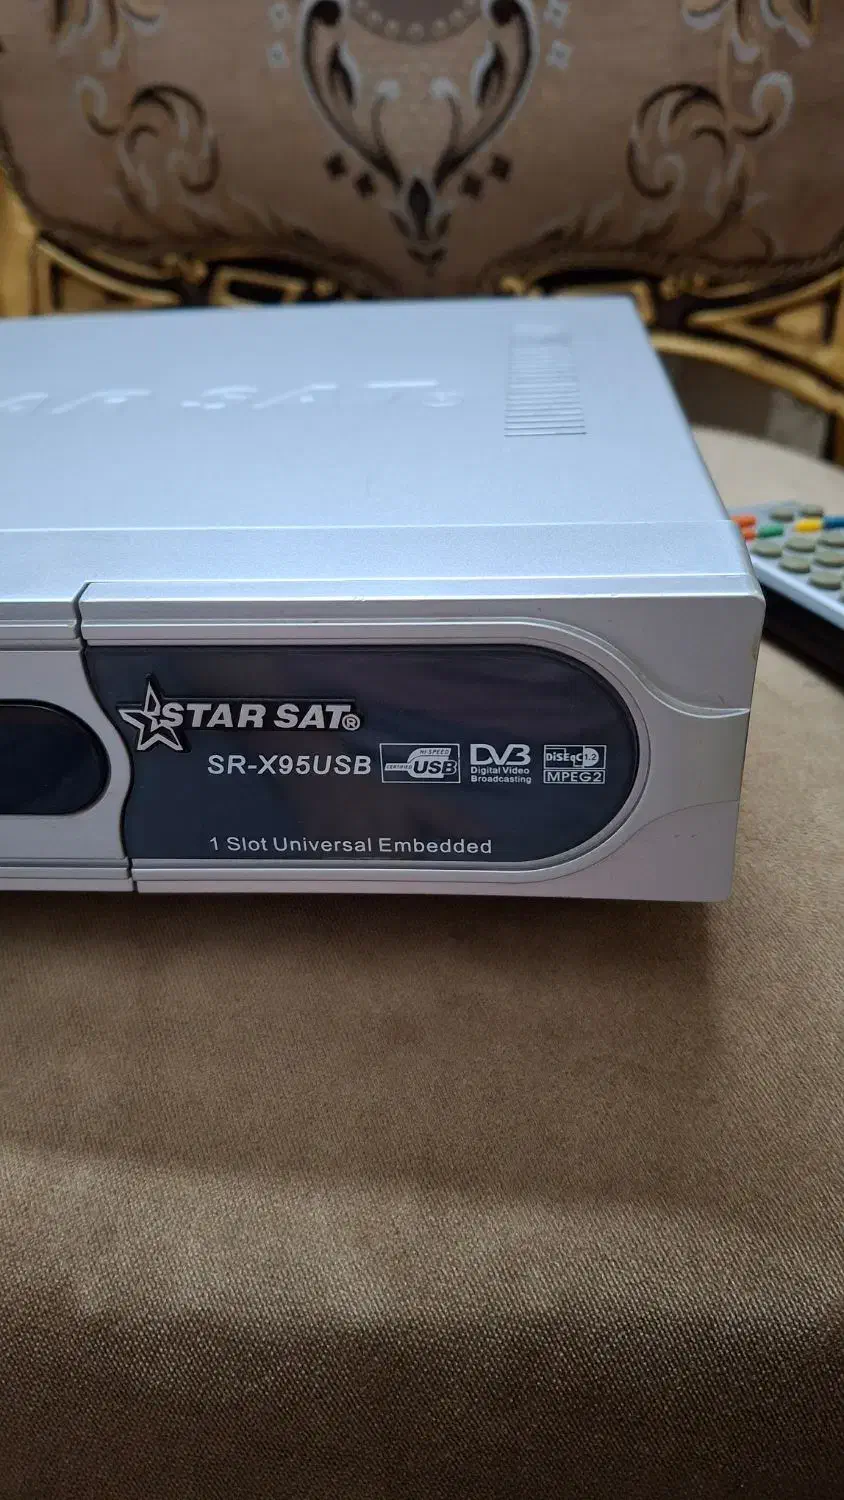 STAR SAT®
SR-X95USB
HI-SPEED
CERTIFIED USB
DVB
Digital Video
Broadcasting
DiSEqC 1.2
MPEG2
1 Slot Universal Embedded